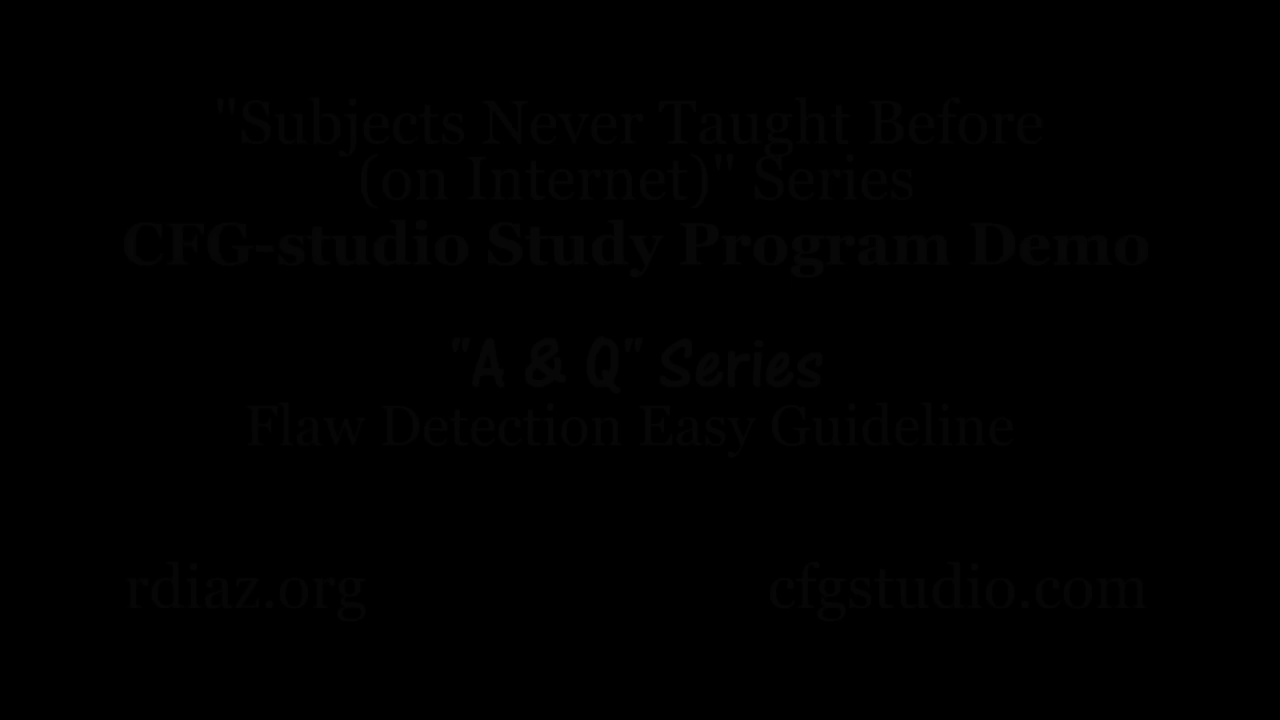 "Subjects Never Taught Before
(on Internet)" Series
CFG-studio Study Program Demo
"A & Q" Series
Flaw Detection Easy Guideline
rdiaz.org cfgstudio.com